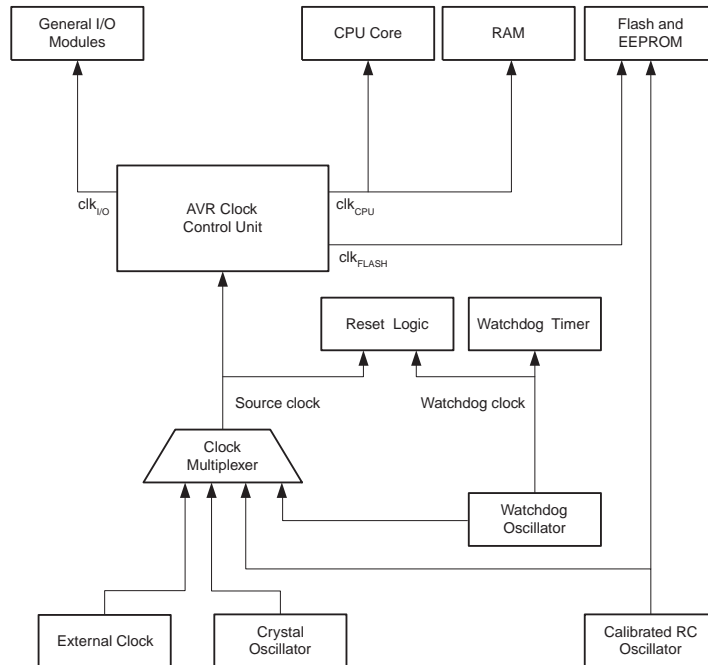 General I/O
Modules
CPU Core
RAM
Flash and
EEPROM
AVR Clock
Control Unit
clkI/O
clkCPU
clkFLASH
Reset Logic
Watchdog Timer
Source clock
Watchdog clock
Clock
Multiplexer
Watchdog
Oscillator
External Clock
Crystal
Oscillator
Calibrated RC
Oscillator